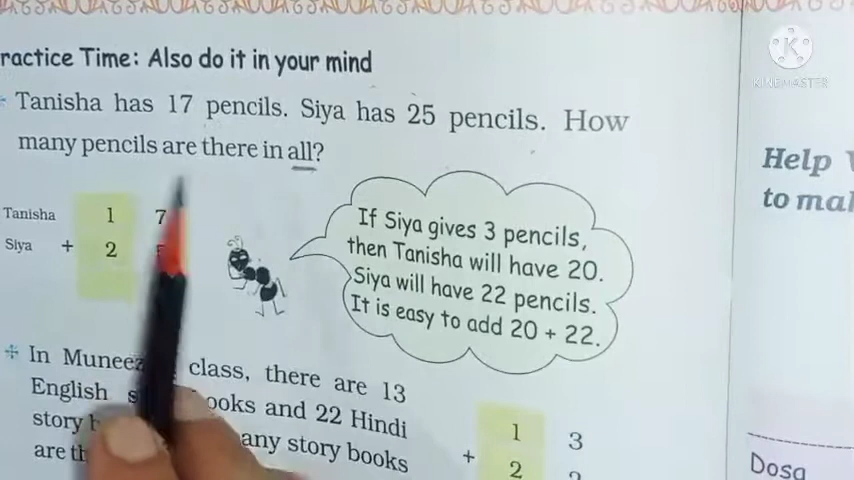 KINEMASTER
ractice Time: Also do it in your mind
Tanisha has 17 pencils. Siya has 25 pencils. How
many pencils are there in all?
Tanisha 1 7
Siya + 2
If Siya gives 3 pencils,
then Tanisha will have 20.
Siya will have 22 pencils.
It is easy to add 20 + 22.
In class, there are 13
English ooks and 22 Hindi
story any story books
are
1 3
+ 2
Help
to
Dosa